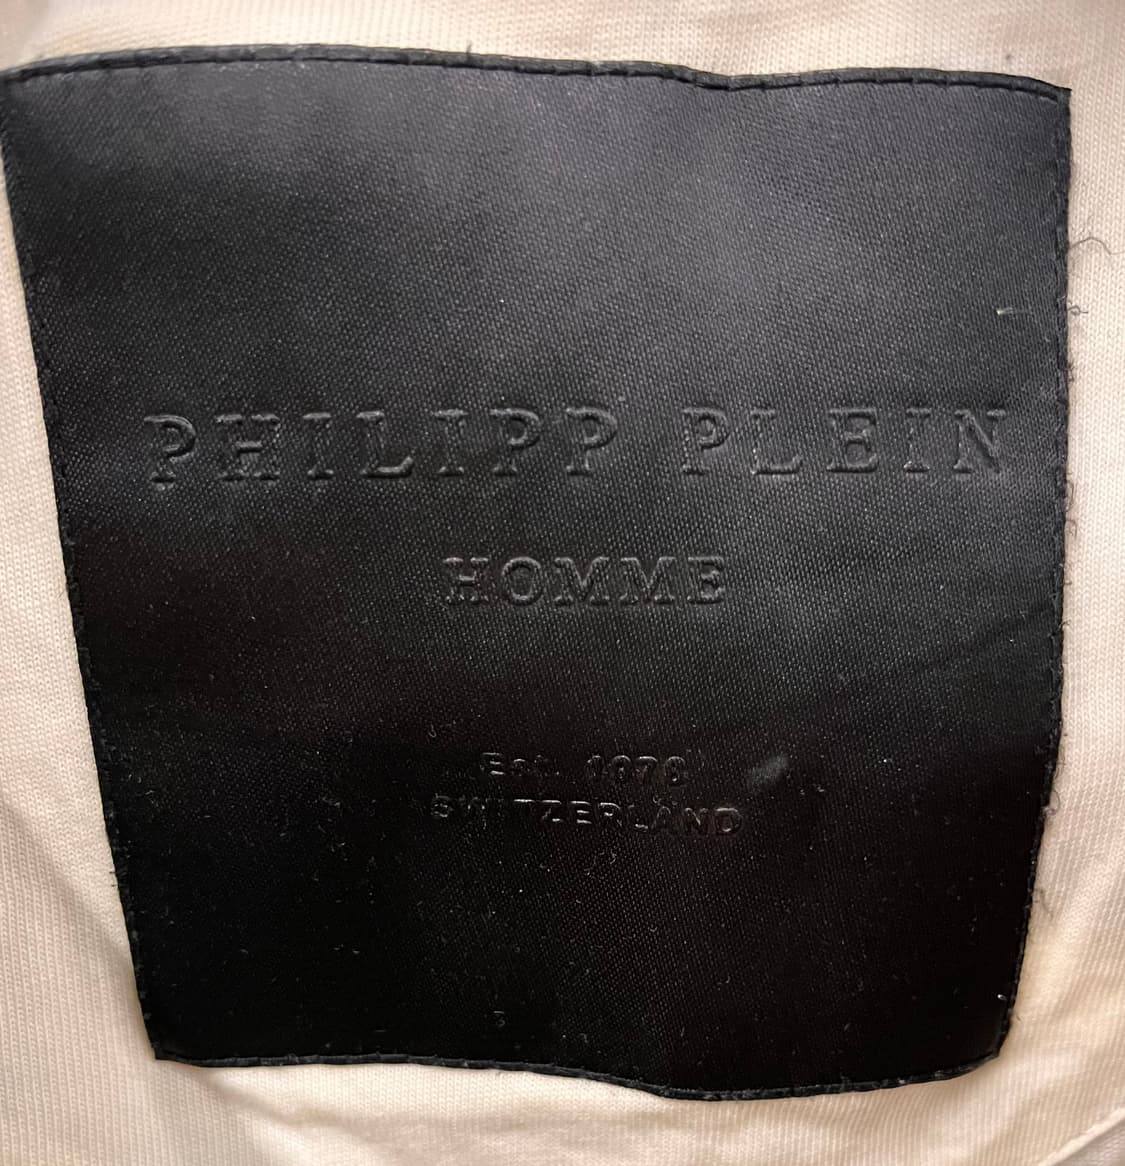 PHILIPP PLEIN
HOMME
Est. 1978
SWITZERLAND